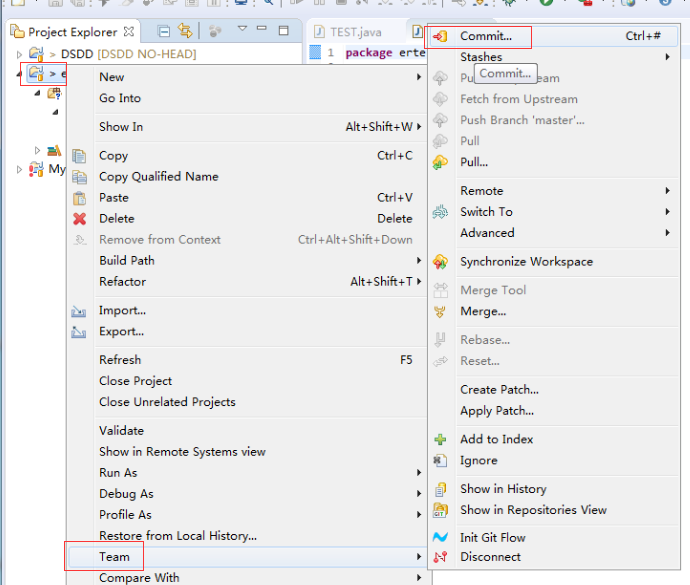 Project Explorer
TEST.java
> DSDD [DSDD NO-HEAD]
1 package erte
> e
My
New
Go Into
Show In Alt+Shift+W
Copy Ctrl+C
Copy Qualified Name
Paste Ctrl+V
Delete Delete
Remove from Context Ctrl+Alt+Shift+Down
Build Path
Refactor Alt+Shift+T
Import...
Export...
Refresh F5
Close Project
Close Unrelated Projects
Validate
Show in Remote Systems view
Run As
Debug As
Profile As
Restore from Local History...
Team
Compare With
Commit... Ctrl+#
Stashes
Commit...
Fetch from Upstream
Push Branch 'master'...
Pull
Pull...
Remote
Switch To
Advanced
Synchronize Workspace
Merge Tool
Merge...
Rebase...
Reset...
Create Patch...
Apply Patch...
Add to Index
Ignore
Show in History
Show in Repositories View
Init Git Flow
Disconnect